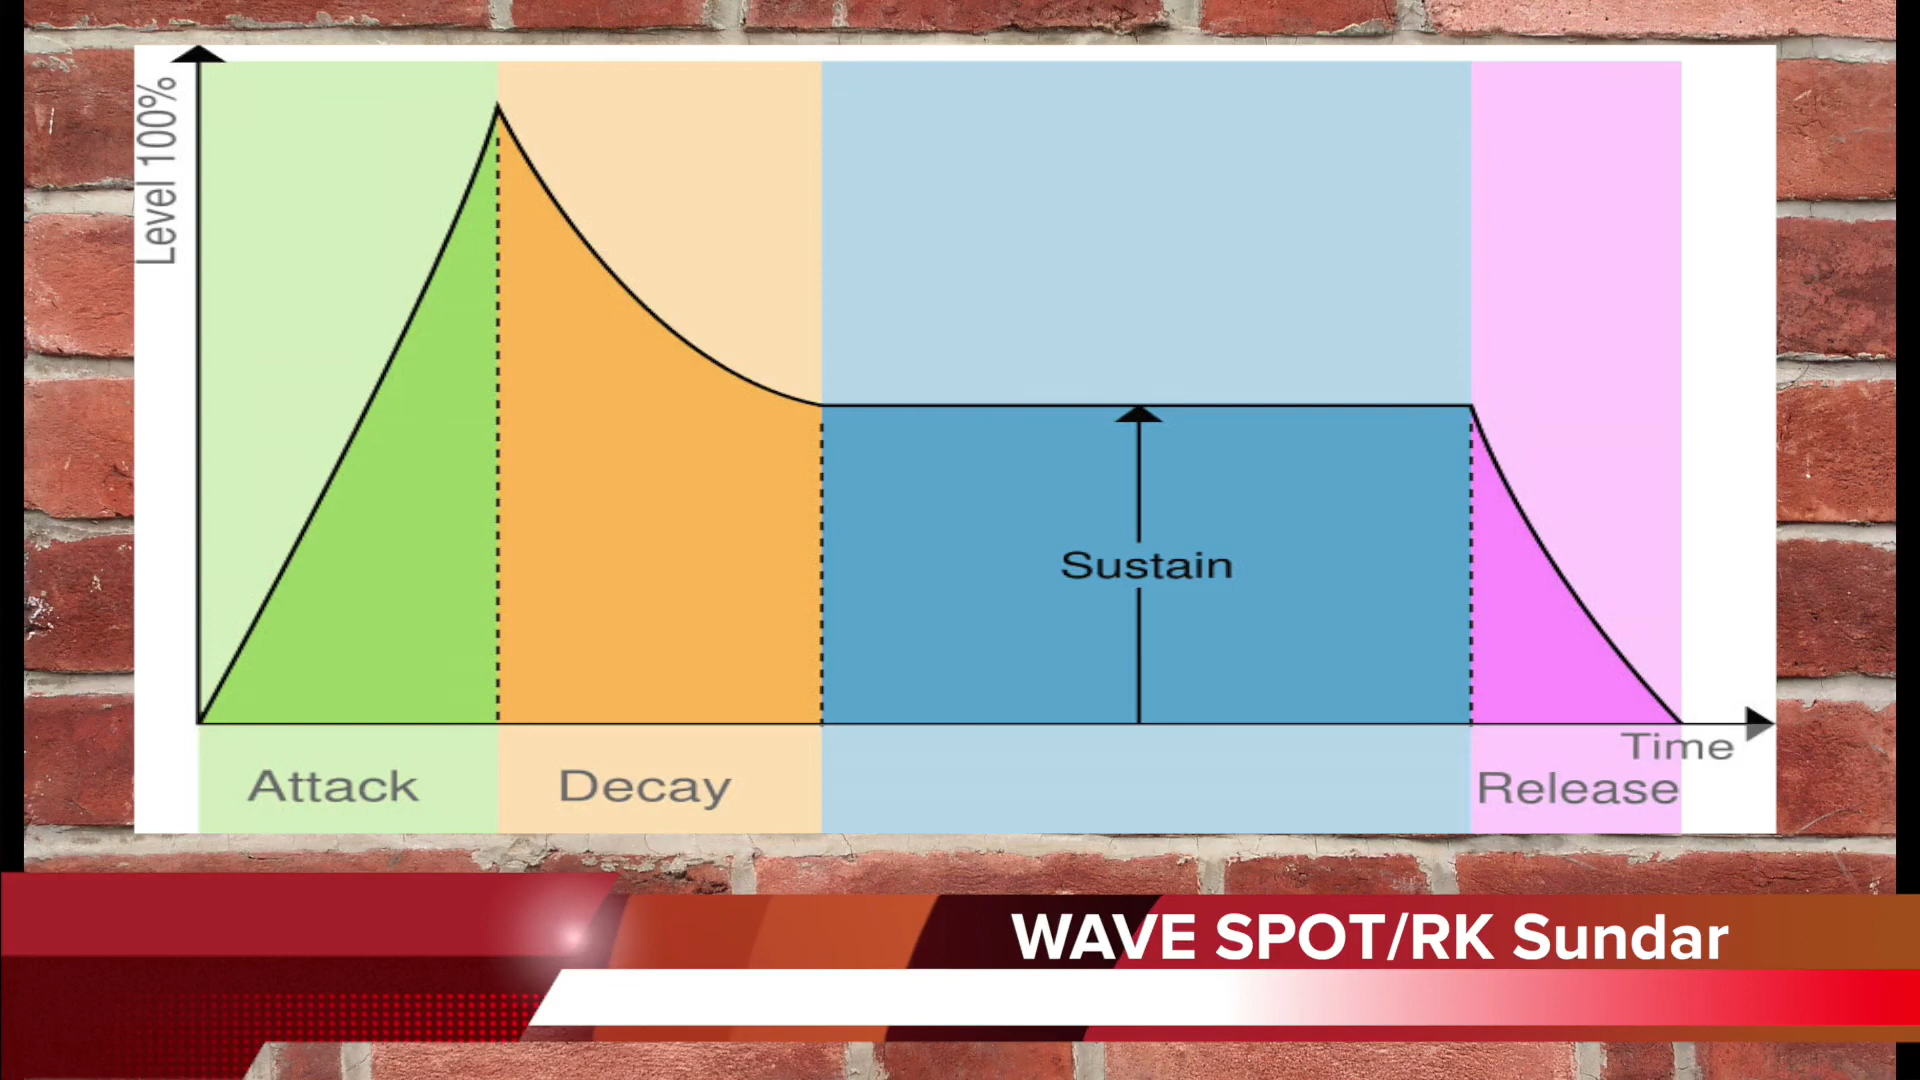 Level 100%
Sustain
Time
Attack
Decay
Release
WAVE SPOT/RK Sundar